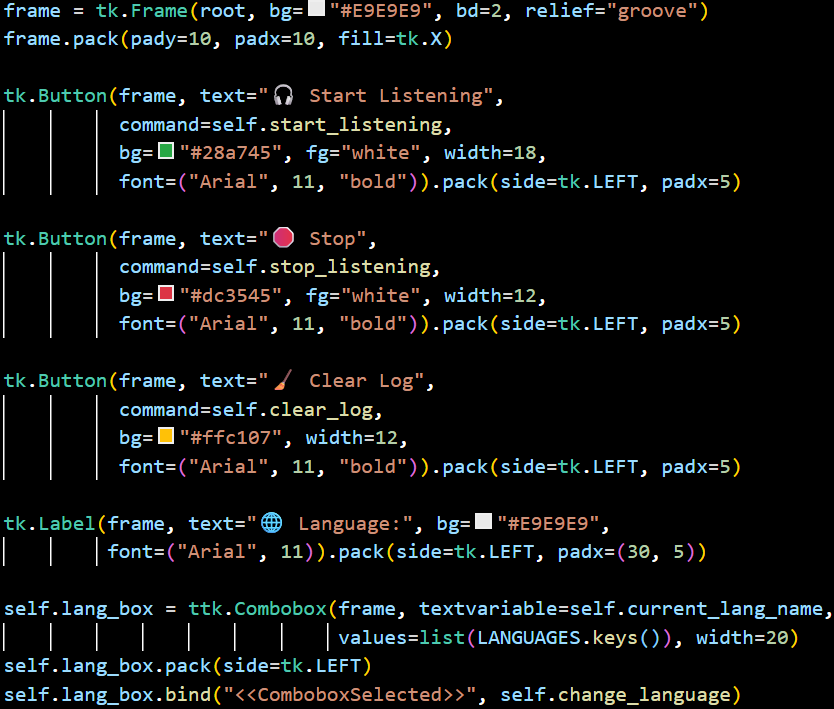 frame = tk.Frame(root, bg="#E9E9E9", bd=2, relief="groove")
frame.pack(pady=10, padx=10, fill=tk.X)
tk.Button(frame, text="🎧 Start Listening",
command=self.start_listening,
bg="#28a745", fg="white", width=18,
font=("Arial", 11, "bold")).pack(side=tk.LEFT, padx=5)
tk.Button(frame, text="🛑 Stop",
command=self.stop_listening,
bg="#dc3545", fg="white", width=12,
font=("Arial", 11, "bold")).pack(side=tk.LEFT, padx=5)
tk.Button(frame, text="🖌 Clear Log",
command=self.clear_log,
bg="#ffc107", width=12,
font=("Arial", 11, "bold")).pack(side=tk.LEFT, padx=5)
tk.Label(frame, text="🌐 Language:", bg="#E9E9E9",
font=("Arial", 11)).pack(side=tk.LEFT, padx=(30, 5))
self.lang_box = ttk.Combobox(frame, textvariable=self.current_lang_name,
values=list(LANGUAGES.keys()), width=20)
self.lang_box.pack(side=tk.LEFT)
self.lang_box.bind("<<ComboboxSelected>>", self.change_language)